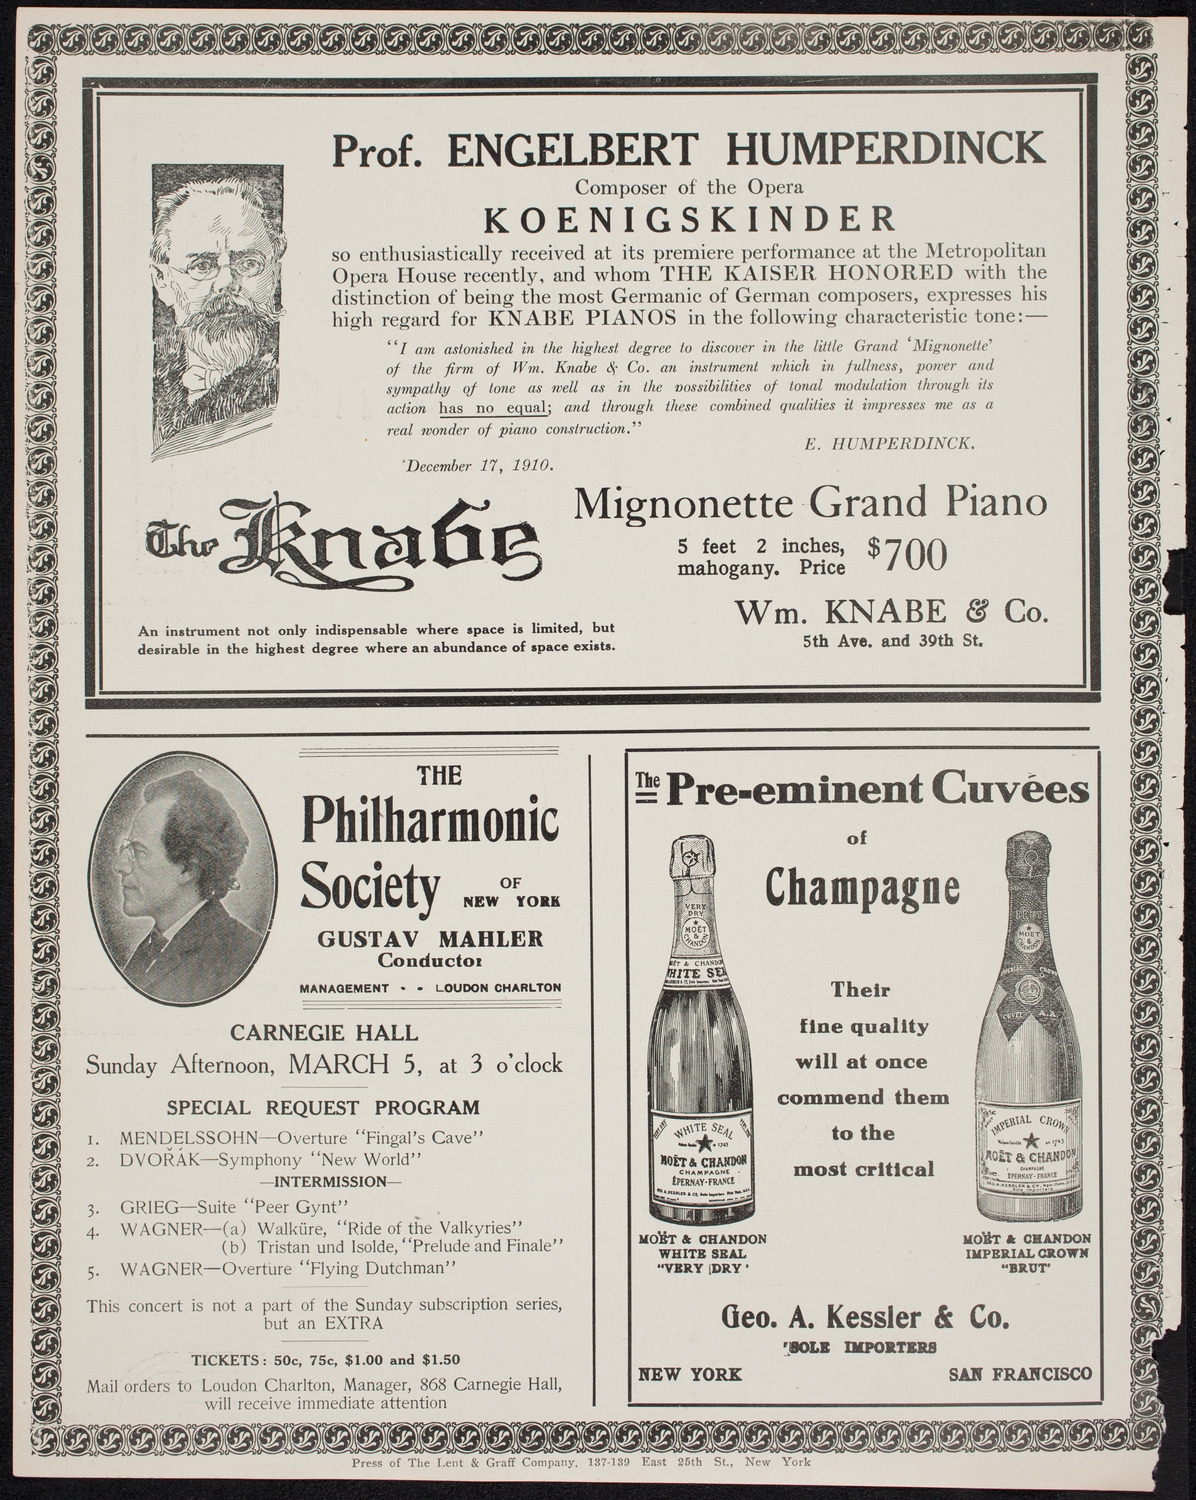 Prof. ENGELBERT HUMPERDINCK
Composer of the Opera
KOENIGSKINDER
so enthusiastically received at its premiere performance at the Metropolitan
Opera House recently, and whom THE KAISER HONORED with the
distinction of being the most Germanic of German composers, expresses his
high regard for KNABE PIANOS in the following characteristic tone:—
"I am astonished in the highest degree to discover in the little Grand 'Mignonette'
of the firm of Wm. Knabe & Co. an instrument which in fullness, power and
sympathy of tone as well as in the possibilities of tonal modulation through its
action has no equal; and through these combined qualities it impresses me as a
real wonder of piano construction."
E. HUMPERDINCK.
December 17, 1910.
The Knabe
Mignonette Grand Piano
5 feet 2 inches,
mahogany. Price $700
Wm. KNABE & Co.
5th Ave. and 39th St.
An instrument not only indispensable where space is limited, but
desirable in the highest degree where an abundance of space exists.
THE
Philharmonic
Society OF
NEW YORK
GUSTAV MAHLER
Conductor
MANAGEMENT - - LOUDON CHARLTON
CARNEGIE HALL
Sunday Afternoon, MARCH 5, at 3 o'clock
SPECIAL REQUEST PROGRAM
1. MENDELSSOHN—Overture "Fingal's Cave"
2. DVOŘÁK—Symphony "New World"
—INTERMISSION—
3. GRIEG—Suite "Peer Gynt"
4. WAGNER—(a) Walküre, "Ride of the Valkyries"
(b) Tristan und Isolde, "Prelude and Finale"
5. WAGNER—Overture "Flying Dutchman"
This concert is not a part of the Sunday subscription series,
but an EXTRA
TICKETS: 50c, 75c, $1.00 and $1.50
Mail orders to Loudon Charlton, Manager, 868 Carnegie Hall,
will receive immediate attention
The Pre-eminent Cuvées
of
Champagne
Their
fine quality
will at once
commend them
to the
most critical
VERY
DRY
MOËT
&
CHANDON
MOËT & CHANDON
WHITE SEAL
WHITE SEAL
MOËT & CHANDON
CHAMPAGNE
ÉPERNAY-FRANCE
MOËT & CHANDON
WHITE SEAL
"VERY DRY"
BRUT
MOËT
&
CHANDON
IMPERIAL CROWN
CUVÉE A.A.
IMPERIAL CROWN
MOËT & CHANDON
CHAMPAGNE
ÉPERNAY-FRANCE
MOËT & CHANDON
IMPERIAL CROWN
"BRUT"
Geo. A. Kessler & Co.
SOLE IMPORTERS
NEW YORK SAN FRANCISCO
Press of The Lent & Graff Company, 137-139 East 25th St., New York